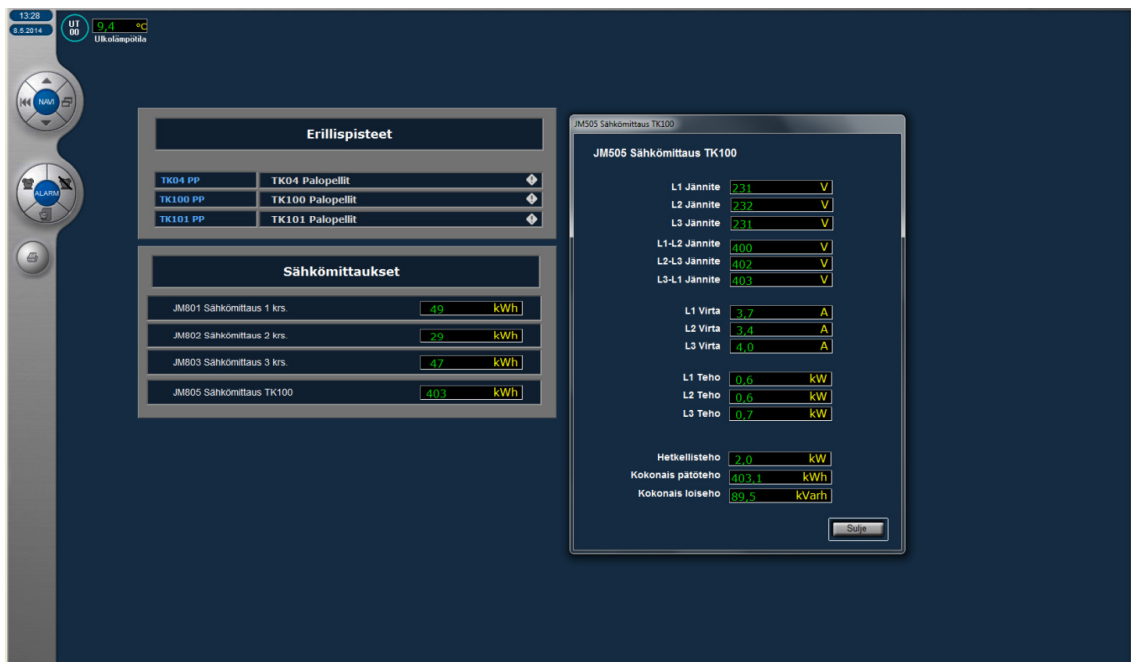 13:28
8.5.2014
UT
00
9,4 °C
Ulkolämpötila
NAVI
ALARM
Erillispisteet
TK04 PP TK04 Palopellit
TK100 PP TK100 Palopellit
TK101 PP TK101 Palopellit
Sähkömittaukset
JM801 Sähkömittaus 1 krs. 49 kWh
JM802 Sähkömittaus 2 krs. 29 kWh
JM803 Sähkömittaus 3 krs. 47 kWh
JM805 Sähkömittaus TK100 403 kWh
JM505 Sähkömittaus TK100
JM505 Sähkömittaus TK100
L1 Jännite 231 V
L2 Jännite 232 V
L3 Jännite 231 V
L1-L2 Jännite 400 V
L2-L3 Jännite 402 V
L3-L1 Jännite 403 V
L1 Virta 3,7 A
L2 Virta 3,4 A
L3 Virta 4,0 A
L1 Teho 0,6 kW
L2 Teho 0,6 kW
L3 Teho 0,7 kW
Hetkellisteho 2,0 kW
Kokonais pätöteho 403,1 kWh
Kokonais loiseho 89,5 kVarh
Sulje